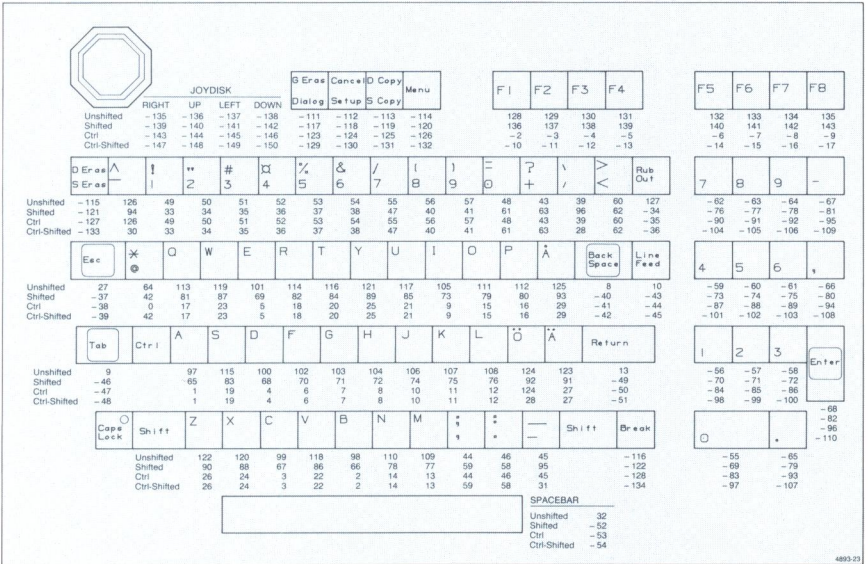 G Eras Cancel D Copy Menu
Dialog Setup S Copy
F1 F2 F3 F4 F5 F6 F7 F8
JOYDISK
RIGHT UP LEFT DOWN
Unshifted -135 -136 -137 -138 -111 -112 -113 -114 128 129 130 131 132 133 134 135
Shifted -139 -140 -141 -142 -117 -118 -119 -120 136 137 138 139 140 141 142 143
Ctrl -143 -144 -145 -146 -123 -124 -125 -126 -2 -3 -4 -5 -6 -7 -8 -9
Ctrl-Shifted -147 -148 -149 -150 -129 -130 -131 -132 -10 -11 -12 -13 -14 -15 -16 -17
D Eras ^ ! " # ¤ % & / ( ) = ? ` > Rub
S Eras — 1 2 3 4 5 6 7 8 9 0 + ' < Out 7 8 9 -
Unshifted -115 126 49 50 51 52 53 54 55 56 57 48 43 39 60 127 -62 -63 -64 -67
Shifted -121 94 33 34 35 36 37 38 47 40 41 61 63 96 62 -34 -76 -77 -78 -81
Ctrl -127 126 49 50 51 52 53 54 55 56 57 48 43 39 60 -35 -90 -91 -92 -95
Ctrl-Shifted -133 30 33 34 35 36 37 38 47 40 41 61 63 28 62 -36 -104 -105 -106 -109
Esc * Q W E R T Y U I O P Å Back Line
@ Space Feed 4 5 6 ,
Unshifted 27 64 113 119 101 114 116 121 117 105 111 112 125 8 10 -59 -60 -61 -66
Shifted -37 42 81 87 69 82 84 89 85 73 79 80 93 -40 -43 -73 -74 -75 -80
Ctrl -38 0 17 23 5 18 20 25 21 9 15 16 29 -41 -44 -87 -88 -89 -94
Ctrl-Shifted -39 42 17 23 5 18 20 25 21 9 15 16 29 -42 -45 -101 -102 -103 -108
Tab Ctrl A S D F G H J K L Ö Ä Return 1 2 3 Enter
Unshifted 9 97 115 100 102 103 104 106 107 108 124 123 13 -56 -57 -58
Shifted -46 65 83 68 70 71 72 74 75 76 92 91 -49 -70 -71 -72
Ctrl -47 1 19 4 6 7 8 10 11 12 124 27 -50 -84 -85 -86
Ctrl-Shifted -48 1 19 4 6 7 8 10 11 12 28 27 -51 -98 -99 -100
-68
-82
-96
-110
Caps Lock Shift Z X C V B N M ; : — Shift Break 0 .
, . –
Unshifted 122 120 99 118 98 110 109 44 46 45 -116 -55 -65
Shifted 90 88 67 86 66 78 77 59 58 95 -122 -69 -79
Ctrl 26 24 3 22 2 14 13 44 46 45 -128 -83 -93
Ctrl-Shifted 26 24 3 22 2 14 13 59 58 31 -134 -97 -107
SPACEBAR
Unshifted 32
Shifted -52
Ctrl -53
Ctrl-Shifted -54
4893-23